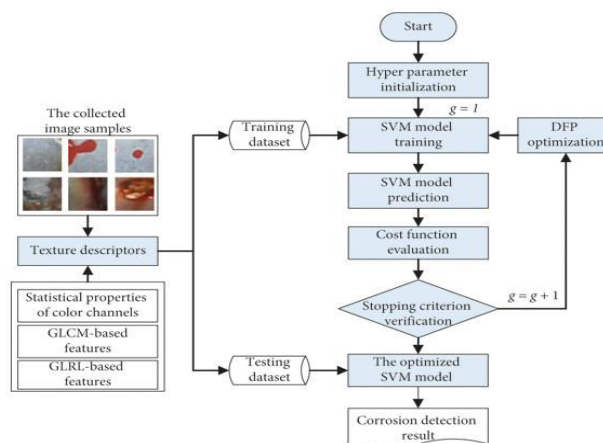 Start
Hyper parameter
initialization
g = 1
The collected
image samples
Training
dataset
SVM model
training
DFP
optimization
SVM model
prediction
Texture descriptors
Cost function
evaluation
Statistical properties
of color channels
GLCM-based
features
GLRL-based
features
Stopping criterion
verification
g = g + 1
Testing
dataset
The optimized
SVM model
Corrosion detection
result